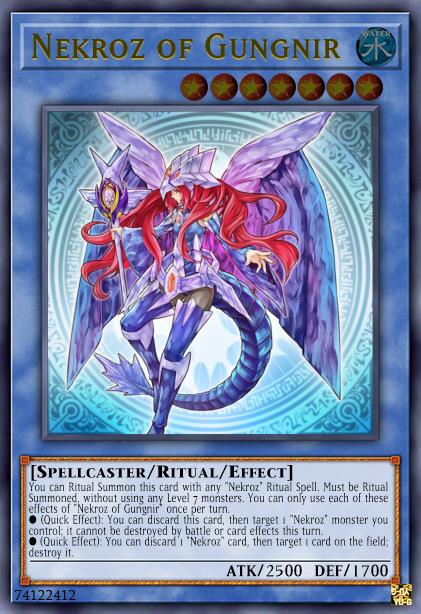 NEKROZ OF GUNGNIR
WATER
水
[SPELLCASTER/RITUAL/EFFECT]
You can Ritual Summon this card with any "Nekroz" Ritual Spell. Must be Ritual
Summoned, without using any Level 7 monsters. You can only use each of these
effects of "Nekroz of Gungnir" once per turn.
● (Quick Effect): You can discard this card, then target 1 "Nekroz" monster you
control; it cannot be destroyed by battle or card effects this turn.
● (Quick Effect): You can discard 1 "Nekroz" card, then target 1 card on the field;
destroy it.
ATK/2500 DEF/1700
74122412